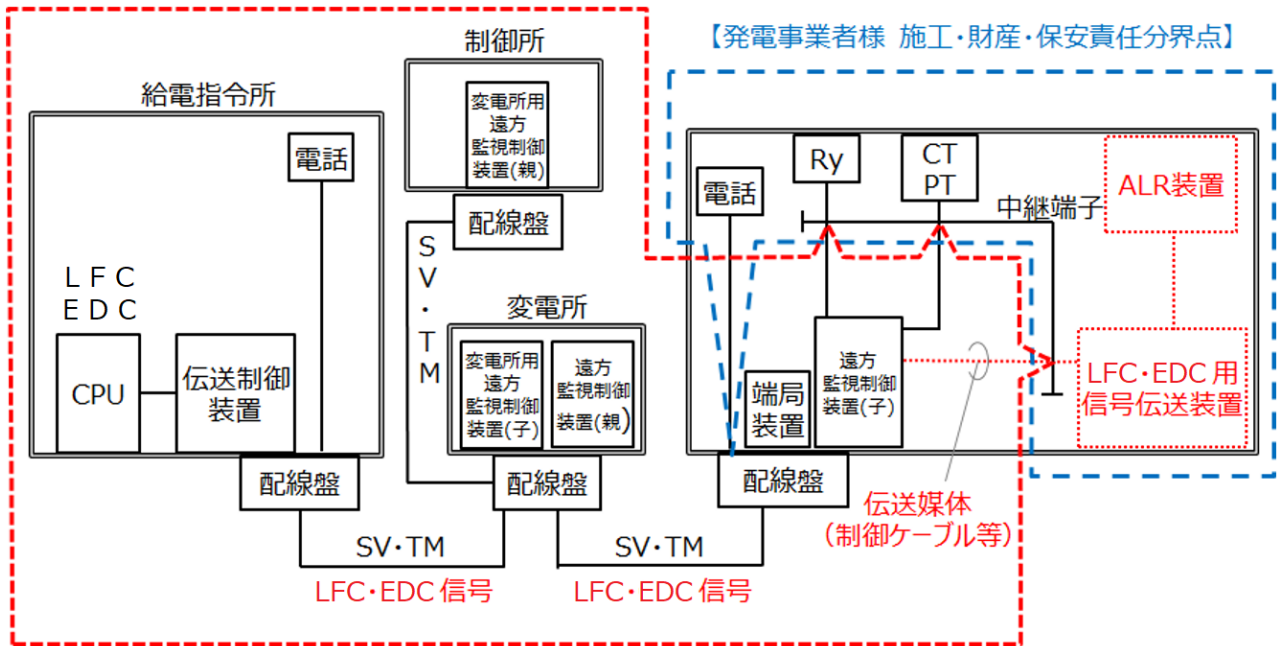 【発電事業者様 施工・財産・保安責任分界点】
制御所
変電所用
遠方
監視制御
装置(親)
配線盤
給電指令所
電話
LFC
EDC
CPU
伝送制御
装置
配線盤
SV・TM
変電所
変電所用
遠方
監視制御
装置(子)
遠方
監視制御
装置(親)
配線盤
SV・TM
LFC・EDC 信号
SV・TM
LFC・EDC 信号
電話
Ry
CT
PT
中継端子
ALR装置
端局
装置
遠方
監視制御
装置(子)
LFC・EDC 用
信号伝送装置
配線盤
伝送媒体
(制御ケーブル等)